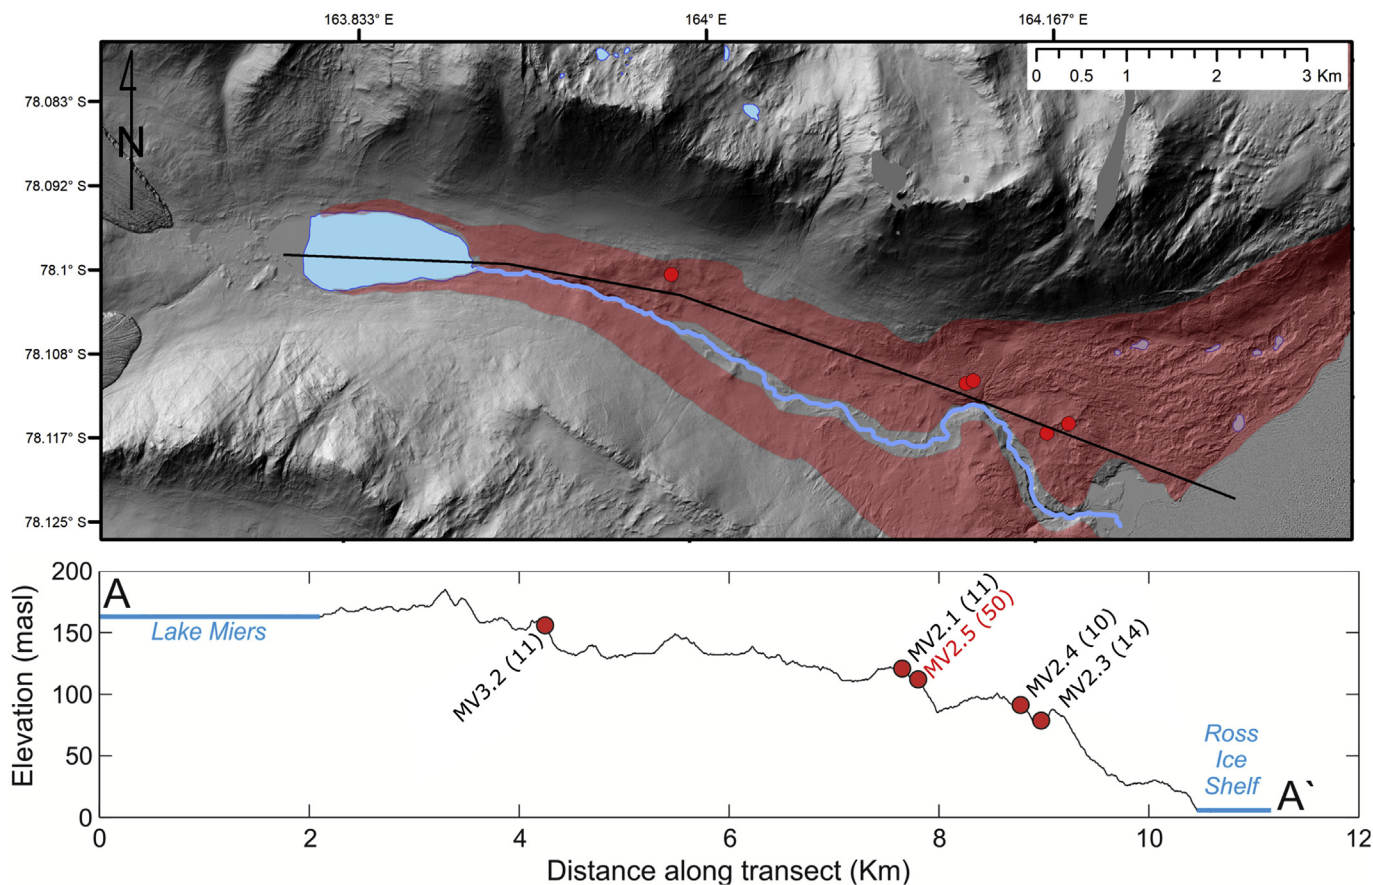 163.833° E
164° E
164.167° E
0 0.5 1 2 3 Km
N
78.083° S
78.092° S
78.1° S
78.108° S
78.117° S
78.125° S
200
150
100
50
0
Elevation (masl)
A
Lake Miers
MV3.2 (11)
MV2.1 (11)
MV2.5 (50)
MV2.4 (10)
MV2.3 (14)
Ross
Ice
Shelf
A`
0 2 4 6 8 10 12
Distance along transect (Km)